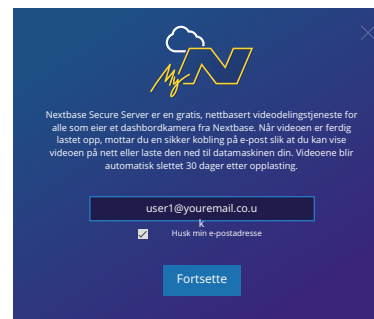 My N
Nextbase Secure Server er en gratis, nettbasert videodelingstjeneste for
alle som eier et dashbordkamera fra Nextbase. Når videoen er ferdig
lastet opp, mottar du en sikker kobling på e-post slik at du kan vise
videoen på nett eller laste den ned til datamaskinen din. Videoene blir
automatisk slettet 30 dager etter opplasting.
user1@youremail.co.u
k
Husk min e-postadresse
Fortsette